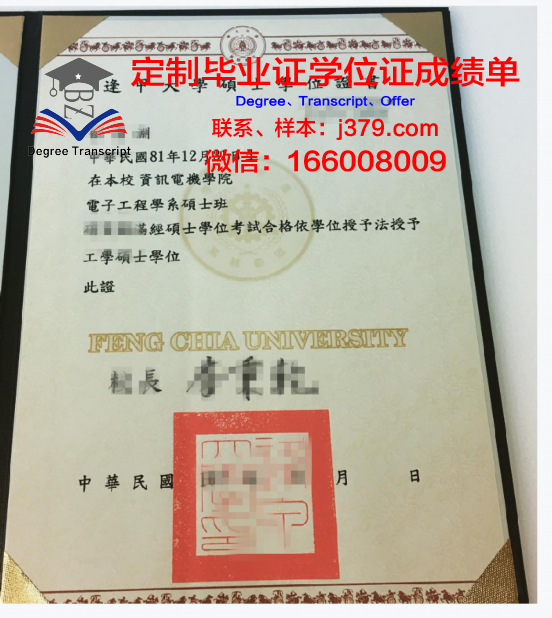 定制毕业证学位证成绩单
逢甲大學碩士學位證書
Degree、Transcript、Offer
BZ
Degree Transcript
联系、样本：j379.com
中華民國81年12月
微信：166008009
在本校資訊電機學院
電子工程學系碩士班
滿經碩士學位考試合格依學位授予法授予
工學碩士學位
此證
FENG CHIA UNIVERSITY
校長
中華民國 月 日